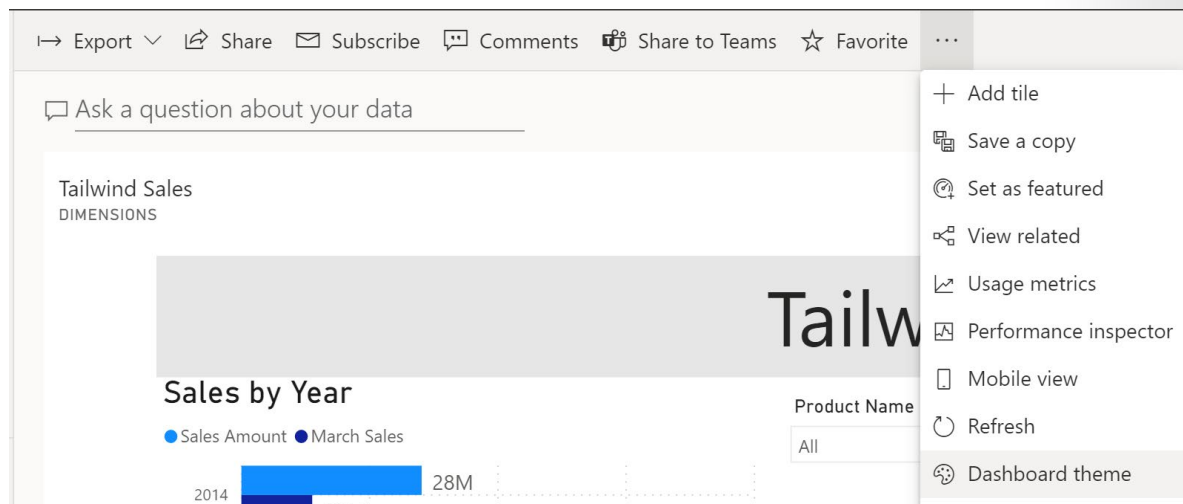 Export Share Subscribe Comments Share to Teams Favorite ...
Ask a question about your data
Tailwind Sales
DIMENSIONS
Sales by Year
Sales Amount March Sales
2014 28M
Product Name
All
Add tile
Save a copy
Set as featured
View related
Usage metrics
Performance inspector
Mobile view
Refresh
Dashboard theme